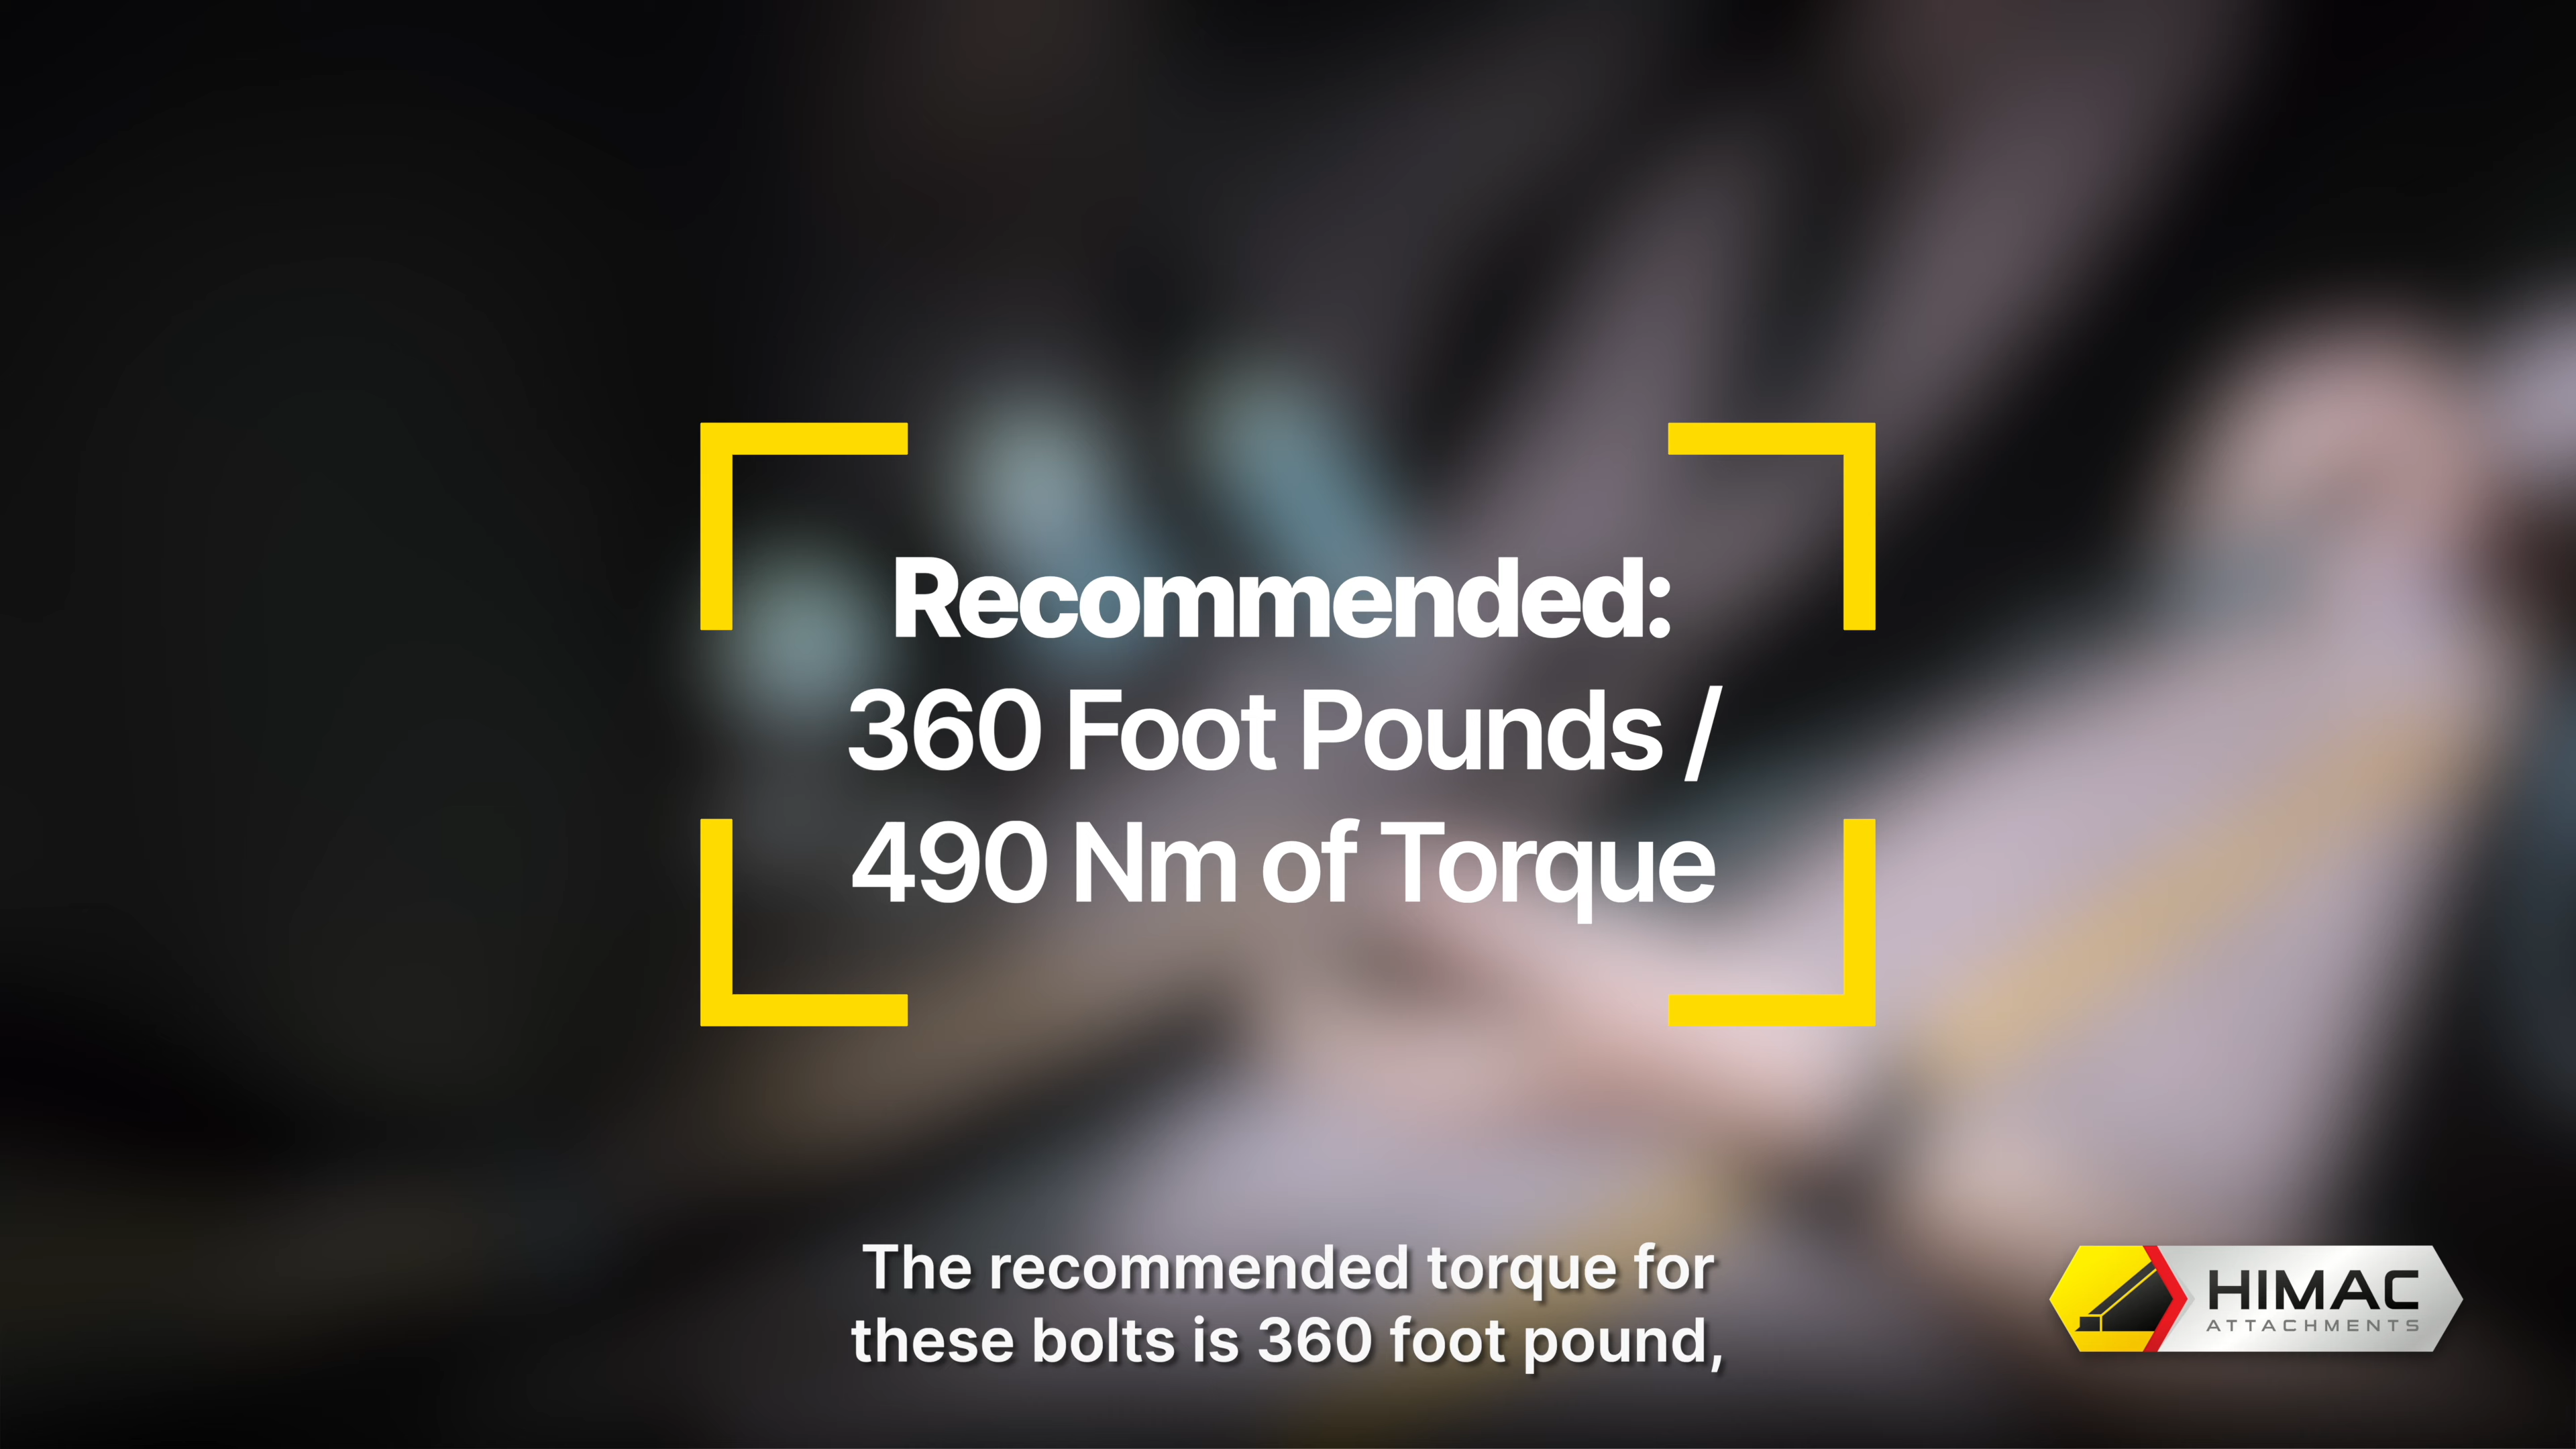 Recommended:
360 Foot Pounds /
490 Nm of Torque
The recommended torque for
these bolts is 360 foot pound,
HIMAC
ATTACHMENTS